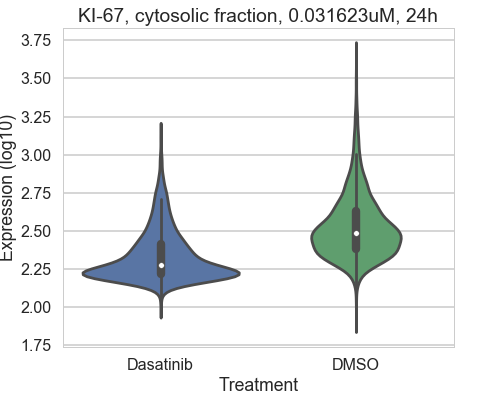 KI-67, cytosolic fraction, 0.031623uM, 24h
Expression (log10)
3.75
3.50
3.25
3.00
2.75
2.50
2.25
2.00
1.75
Dasatinib DMSO
Treatment